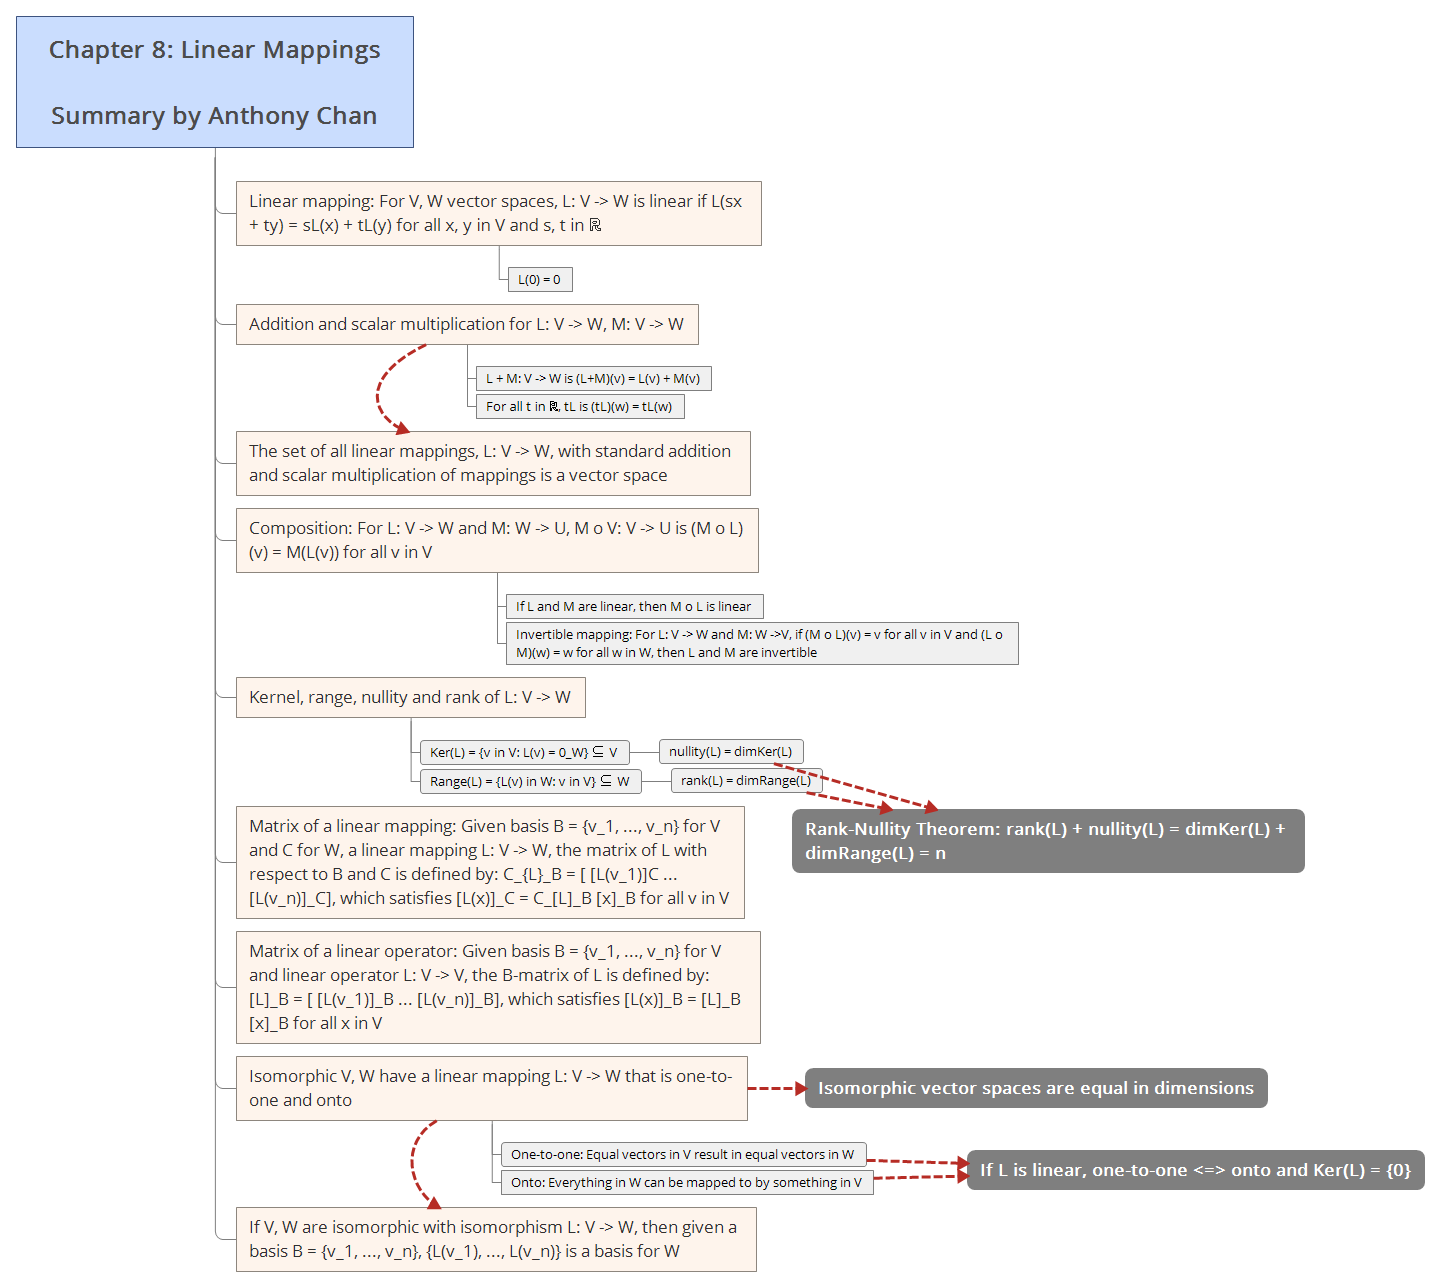 Chapter 8: Linear Mappings
Summary by Anthony Chan
Linear mapping: For V, W vector spaces, L: V -> W is linear if L(sx
+ ty) = sL(x) + tL(y) for all x, y in V and s, t in ℝ
L(0) = 0
Addition and scalar multiplication for L: V -> W, M: V -> W
L + M: V -> W is (L+M)(v) = L(v) + M(v)
For all t in ℝ, tL is (tL)(w) = tL(w)
The set of all linear mappings, L: V -> W, with standard addition
and scalar multiplication of mappings is a vector space
Composition: For L: V -> W and M: W -> U, M o V: V -> U is (M o L)
(v) = M(L(v)) for all v in V
If L and M are linear, then M o L is linear
Invertible mapping: For L: V -> W and M: W ->V, if (M o L)(v) = v for all v in V and (L o
M)(w) = w for all w in W, then L and M are invertible
Kernel, range, nullity and rank of L: V -> W
Ker(L) = {v in V: L(v) = 0_W} ⊆ V
nullity(L) = dimKer(L)
Range(L) = {L(v) in W: v in V} ⊆ W
rank(L) = dimRange(L)
Rank-Nullity Theorem: rank(L) + nullity(L) = dimKer(L) +
dimRange(L) = n
Matrix of a linear mapping: Given basis B = {v_1, ..., v_n} for V
and C for W, a linear mapping L: V -> W, the matrix of L with
respect to B and C is defined by: C_{L}_B = [ [L(v_1)]C ...
[L(v_n)]_C], which satisfies [L(x)]_C = C_[L]_B [x]_B for all v in V
Matrix of a linear operator: Given basis B = {v_1, ..., v_n} for V
and linear operator L: V -> V, the B-matrix of L is defined by:
[L]_B = [ [L(v_1)]_B ... [L(v_n)]_B], which satisfies [L(x)]_B = [L]_B
[x]_B for all x in V
Isomorphic V, W have a linear mapping L: V -> W that is one-to-
one and onto
Isomorphic vector spaces are equal in dimensions
One-to-one: Equal vectors in V result in equal vectors in W
Onto: Everything in W can be mapped to by something in V
If L is linear, one-to-one <=> onto and Ker(L) = {0}
If V, W are isomorphic with isomorphism L: V -> W, then given a
basis B = {v_1, ..., v_n}, {L(v_1), ..., L(v_n)} is a basis for W